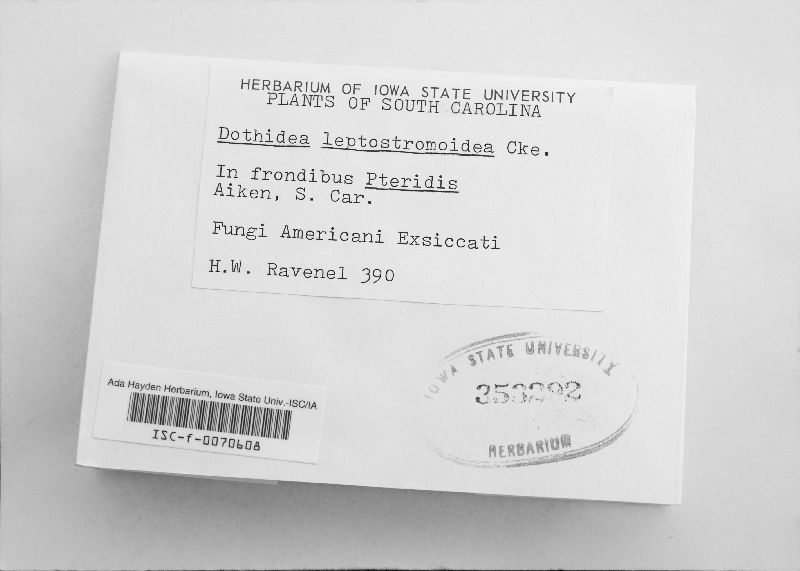 HERBARIUM OF IOWA STATE UNIVERSITY
PLANTS OF SOUTH CAROLINA
Dothidea leptostromoidea Cke.
In frondibus Pteridis
Aiken, S. Car.
Fungi Americani Exsiccati
H.W. Ravenel 390
IOWA STATE UNIVERSITY
353292
HERBARIUM
Ada Hayden Herbarium, Iowa State Univ.-ISC/IA
ISC-f-0070608